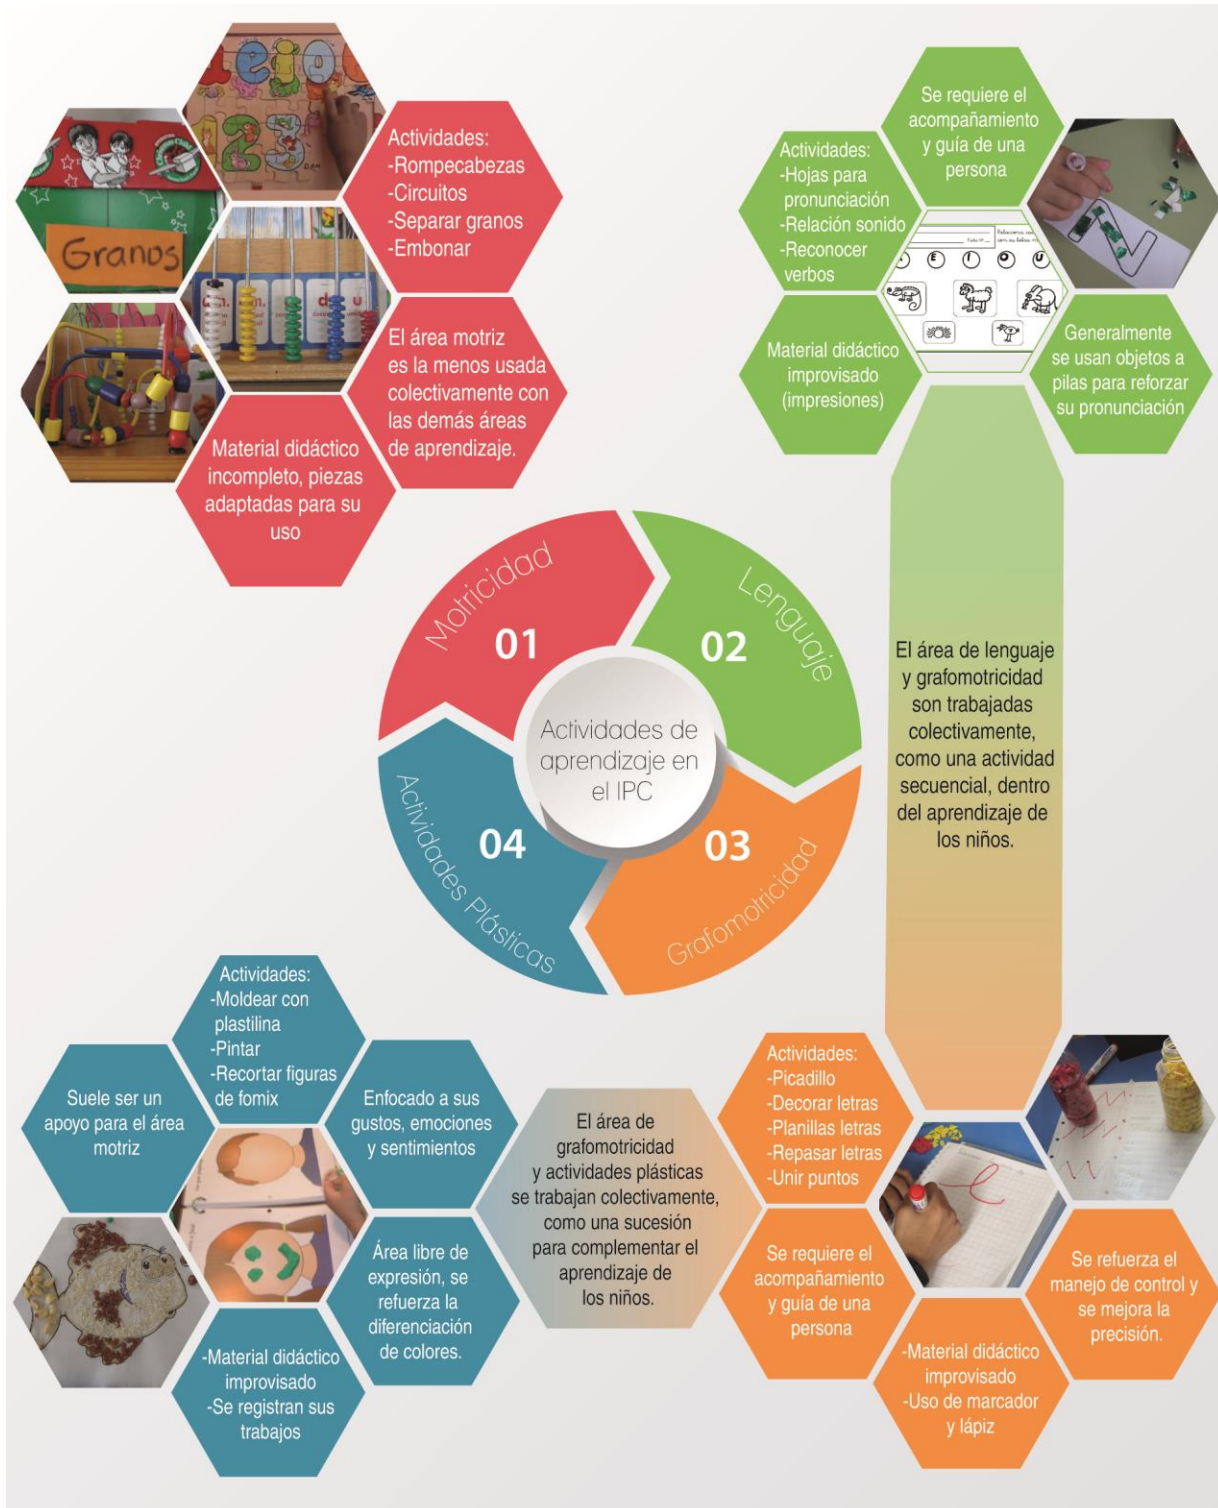 Actividades:
-Rompecabezas
-Circuitos
-Separar granos
-Embonar
Granos
El área motriz
es la menos usada
colectivamente con
las demás áreas
de aprendizaje.
Material didáctico
incompleto, piezas
adaptadas para su
uso
Se requiere el
acompañamiento
y guía de una
persona
Actividades:
-Hojas para
pronunciación
-Relación sonido
-Reconocer
verbos
E I O U
Material didáctico
improvisado
(impresiones)
Generalmente
se usan objetos a
pilas para reforzar
su pronunciación
Motricidad
01
Lenguaje
02
Actividades de
aprendizaje en
el IPC
04
Actividades Plásticas
03
Grafomotricidad
El área de lenguaje
y grafomotricidad
son trabajadas
colectivamente,
como una actividad
secuencial, dentro
del aprendizaje de
los niños.
Actividades:
-Moldear con
plastilina
-Pintar
-Recortar figuras
de fomix
Suele ser un
apoyo para el área
motriz
Enfocado a sus
gustos, emociones
y sentimientos
Área libre de
expresión, se
refuerza la
diferenciación
de colores.
-Material didáctico
improvisado
-Se registran sus
trabajos
El área de
grafomotricidad
y actividades plásticas
se trabajan colectivamente,
como una sucesión
para complementar el
aprendizaje de
los niños.
Actividades:
-Picadillo
-Decorar letras
-Planillas letras
-Repasar letras
-Unir puntos
Se requiere el
acompañamiento
y guía de una
persona
Se refuerza el
manejo de control y
se mejora la
precisión.
-Material didáctico
improvisado
-Uso de marcador
y lápiz